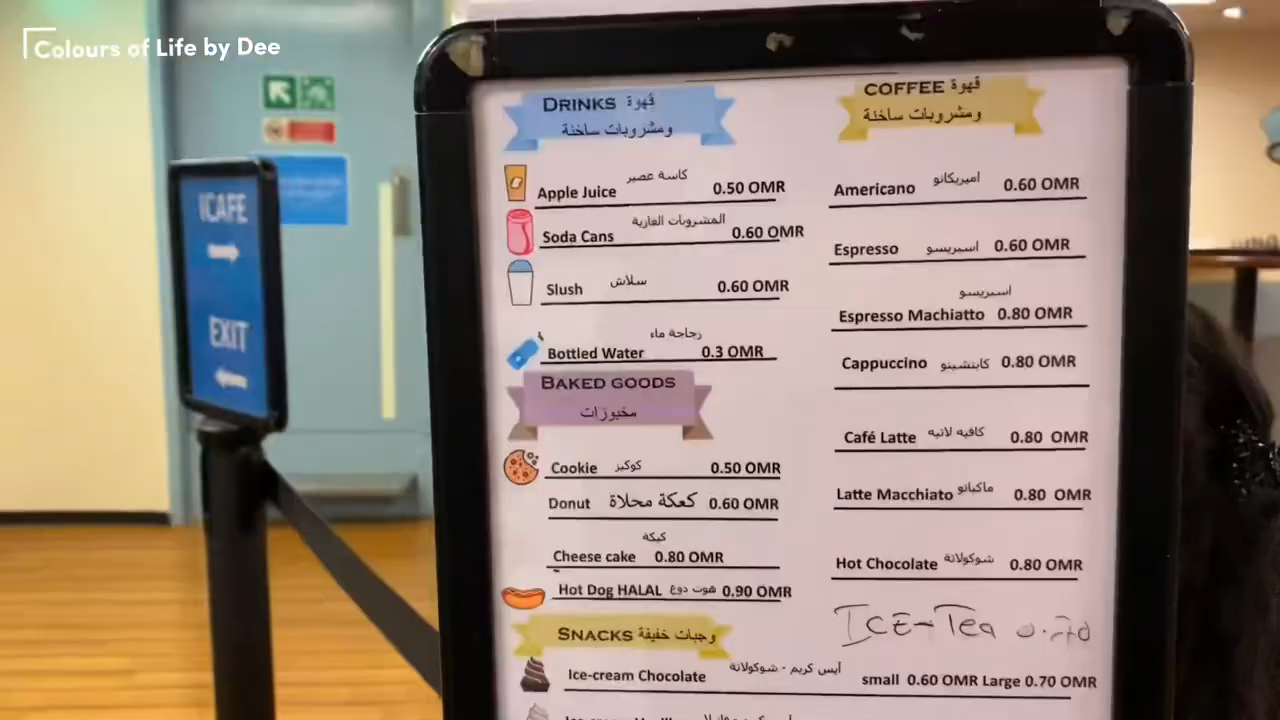 Colours of Life by Dee
ICAFE
EXIT
DRINKS قهوة
ومشروبات ساخنة
Apple Juice كاسة عصير 0.50 OMR
Soda Cans المشروبات الغازية 0.60 OMR
Slush سلاش 0.60 OMR
Bottled Water زجاجة ماء 0.3 OMR
BAKED GOODS
مخبوزات
Cookie كوكيز 0.50 OMR
Donut كعكة محلاة 0.60 OMR
كيكة
Cheese cake 0.80 OMR
Hot Dog HALAL هوت دوغ 0.90 OMR
SNACKS وجبات خفيفة
Ice-cream Chocolate آيس كريم - شوكولاتة small 0.60 OMR Large 0.70 OMR
COFFEE قهوة
ومشروبات ساخنة
Americano اميريكانو 0.60 OMR
Espresso اسبريسو 0.60 OMR
اسبريسو
Espresso Machiatto 0.80 OMR
Cappuccino كابتشينو 0.80 OMR
Café Latte كافيه لاتيه 0.80 OMR
Latte Macchiato ماكياتو 0.80 OMR
Hot Chocolate شوكولاتة 0.80 OMR
ICE-Tea 0.70